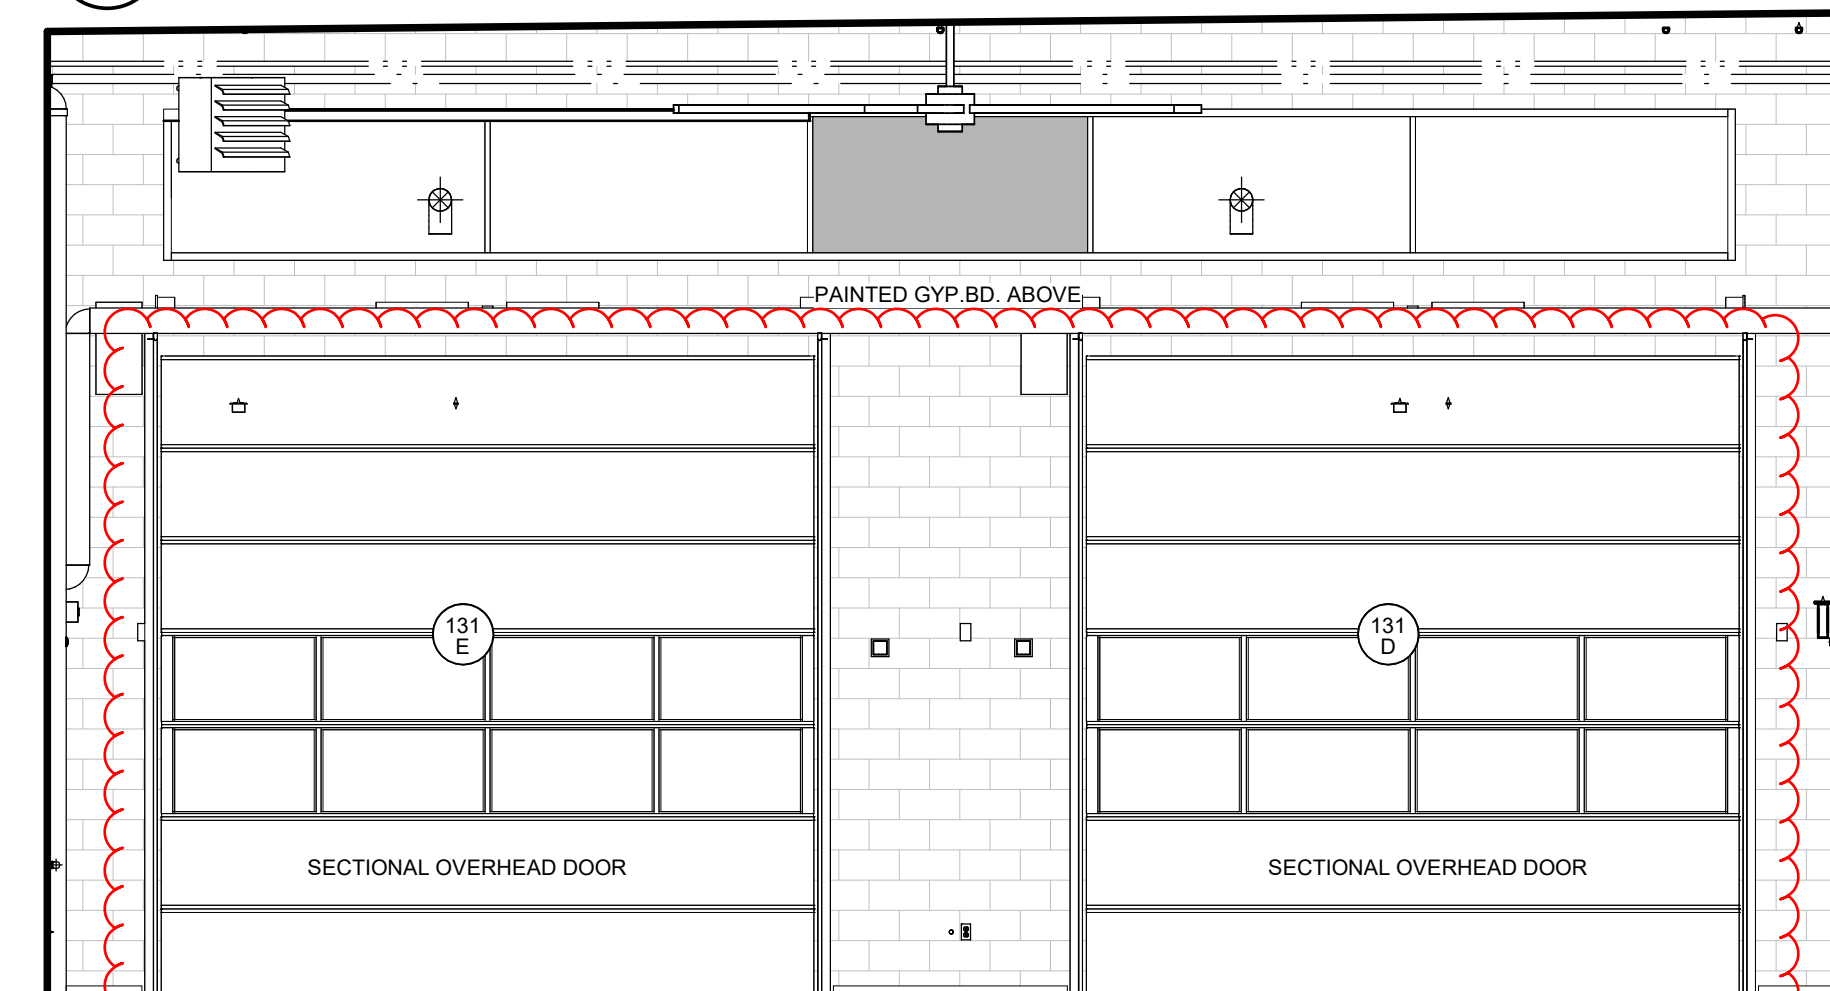 PAINTED GYP.BD. ABOVE
131
E
131
D
SECTIONAL OVERHEAD DOOR
SECTIONAL OVERHEAD DOOR